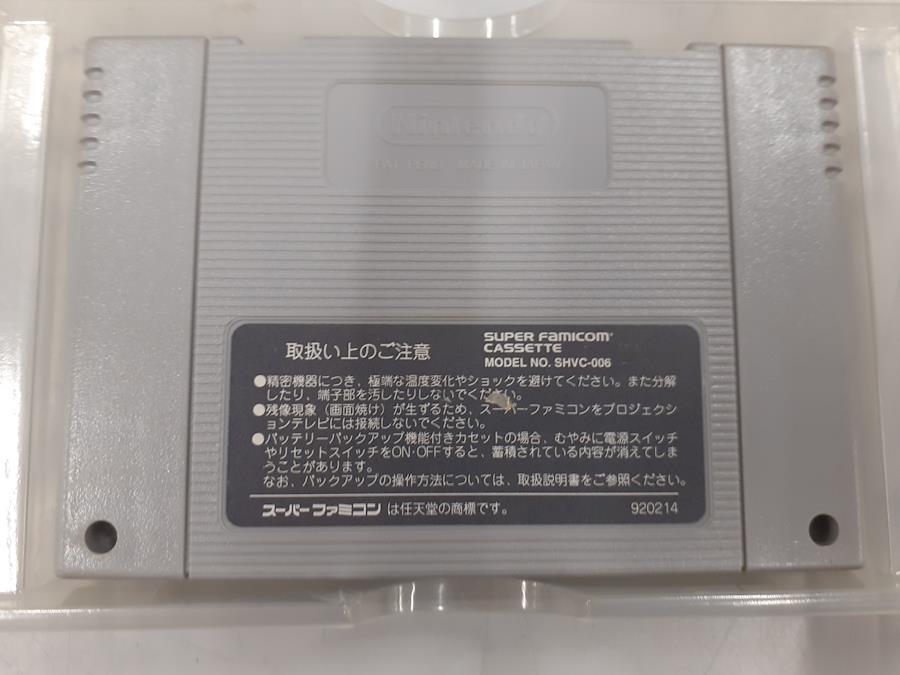 Nintendo
PAT. PEND. MADE IN JAPAN
取扱い上のご注意
SUPER FAMICOM
CASSETTE
MODEL NO. SHVC-006
●精密機器につき、極端な温度変化やショックを避けてください。また分解
したり、端子部を汚したりしないでください。
●残像現象（画面焼け）が生ずるため、スーパーファミコンをプロジェクシ
ョンテレビには接続しないでください。
●バッテリーバックアップ機能付きカセットの場合、むやみに電源スイッチ
やリセットスイッチをON・OFFすると、蓄積されている内容が消えてしま
うことがあります。
なお、バックアップの操作方法については、取扱説明書をご参照ください。
スーパーファミコン は任天堂の商標です。 920214